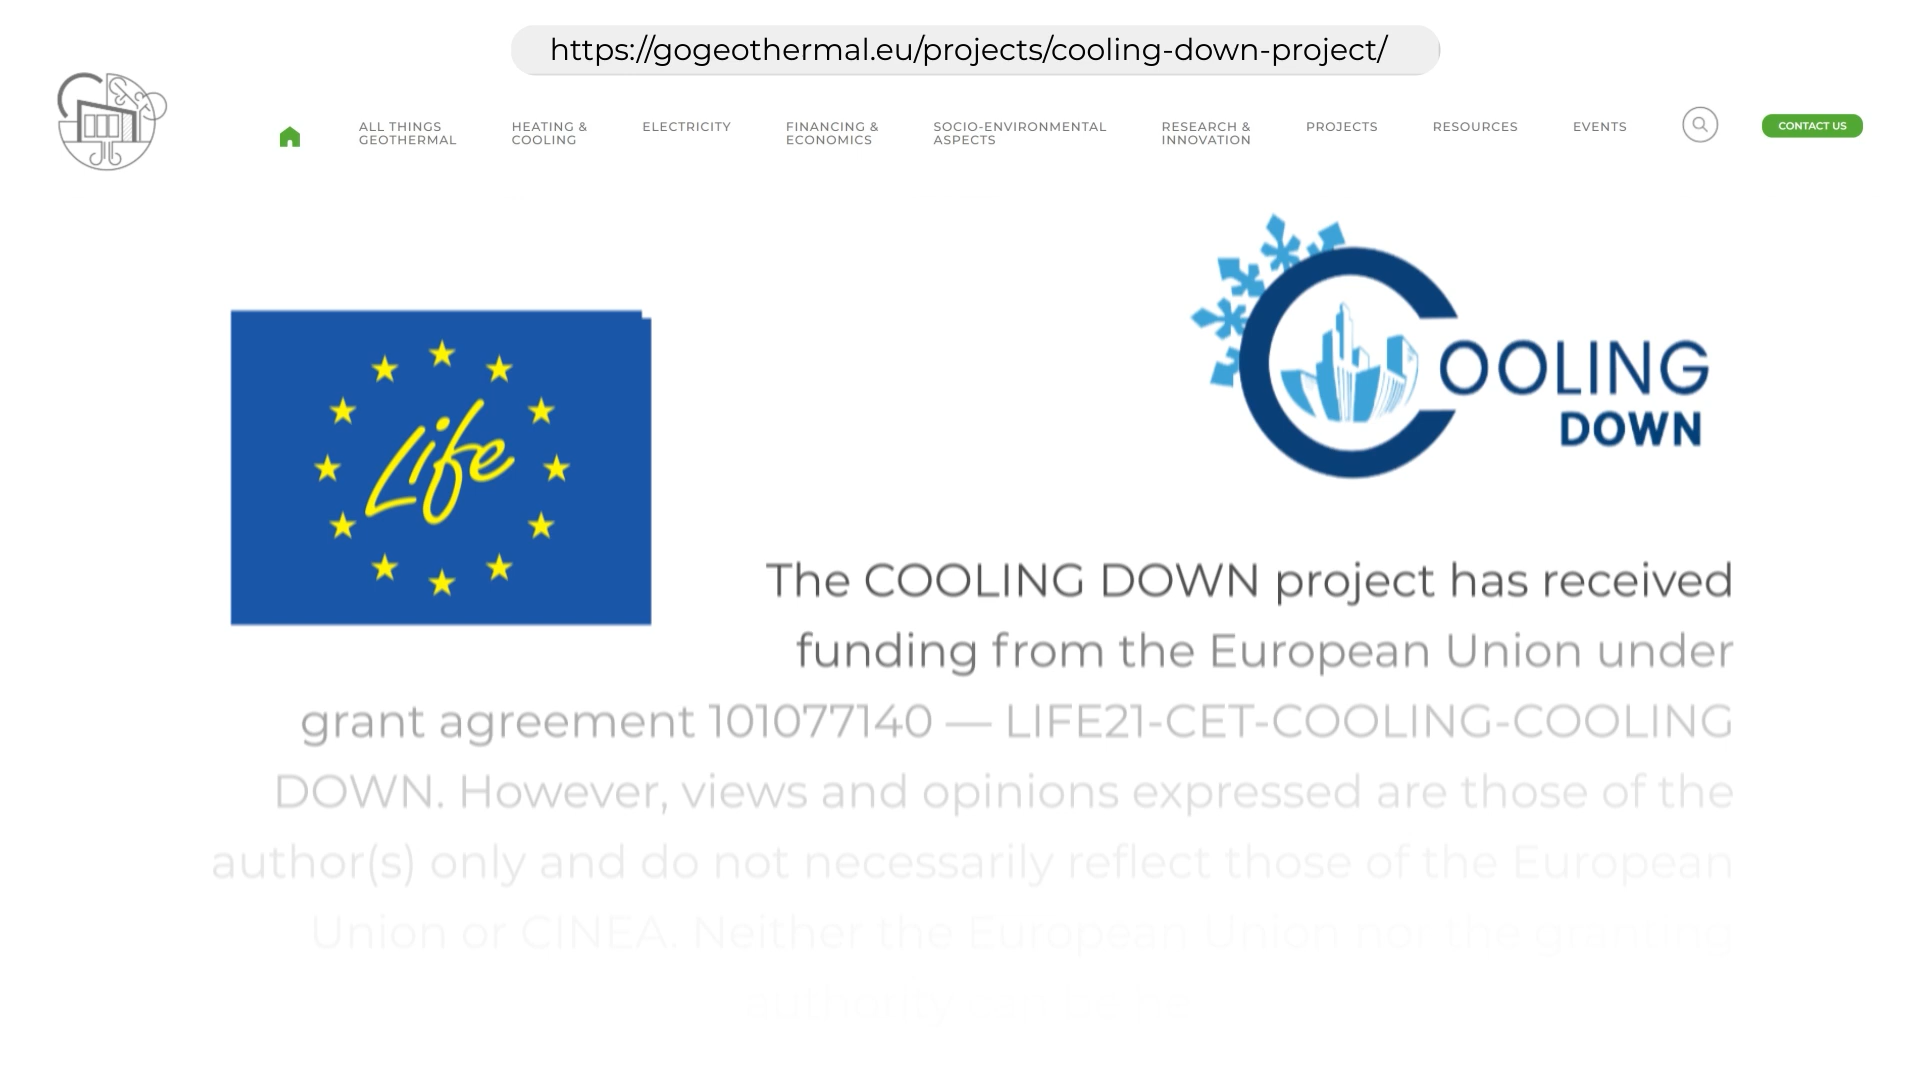 https://gogeothermal.eu/projects/cooling-down-project/
ALL THINGS
GEOTHERMAL
HEATING &
COOLING
ELECTRICITY
FINANCING &
ECONOMICS
SOCIO-ENVIRONMENTAL
ASPECTS
RESEARCH &
INNOVATION
PROJECTS
RESOURCES
EVENTS
CONTACT US
Life
COOLING
DOWN
The COOLING DOWN project has received
funding from the European Union under
grant agreement 101077140 — LIFE21-CET-COOLING-COOLING
DOWN. However, views and opinions expressed are those of the
author(s) only and do not necessarily reflect those of the European
Union or CINEA. Neither the European Union nor the granting
authority